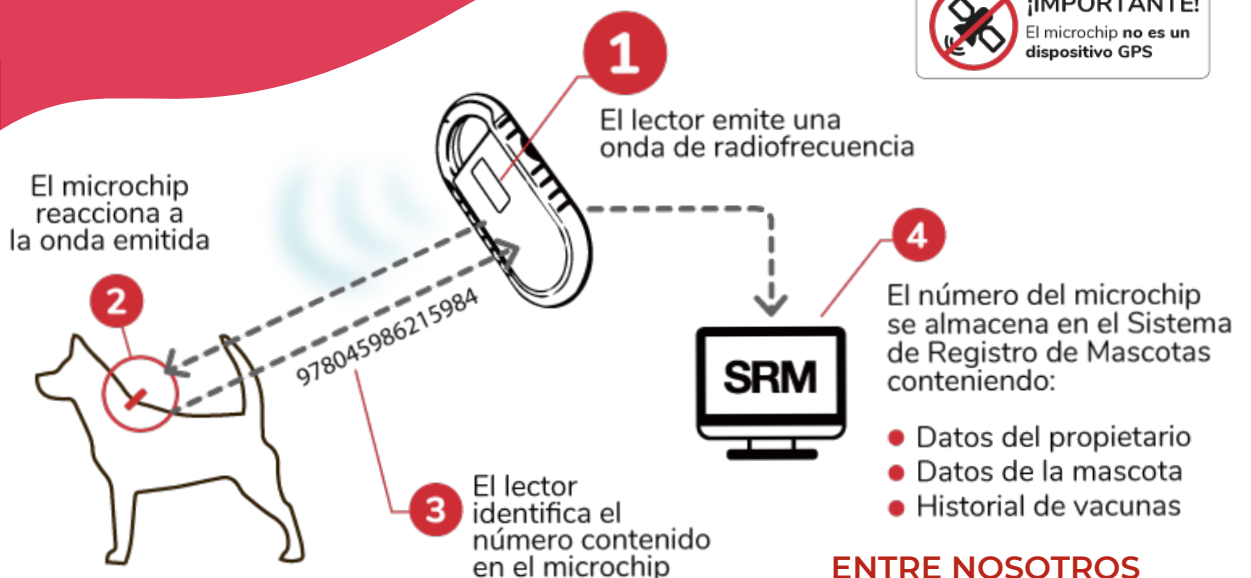 ¡IMPORTANTE!
El microchip no es un
dispositivo GPS
1
El lector emite una
onda de radiofrecuencia
El microchip
reacciona a
la onda emitida
2
978045986215984
3
El lector
identifica el
número contenido
en el microchip
4
El número del microchip
se almacena en el Sistema
de Registro de Mascotas
conteniendo:
Datos del propietario
Datos de la mascota
Historial de vacunas
SRM
ENTRE NOSOTROS